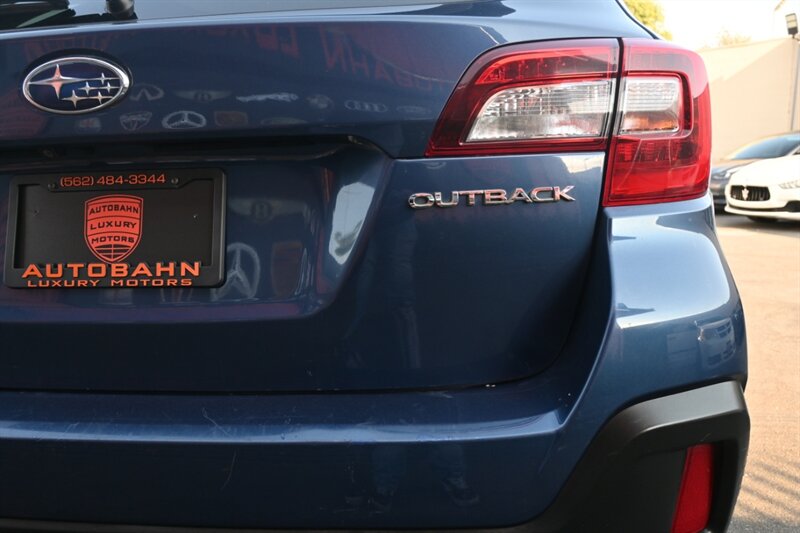 (562) 484-3344
AUTOBAHN
LUXURY
MOTORS
AUTOBAHN
LUXURY MOTORS
OUTBACK